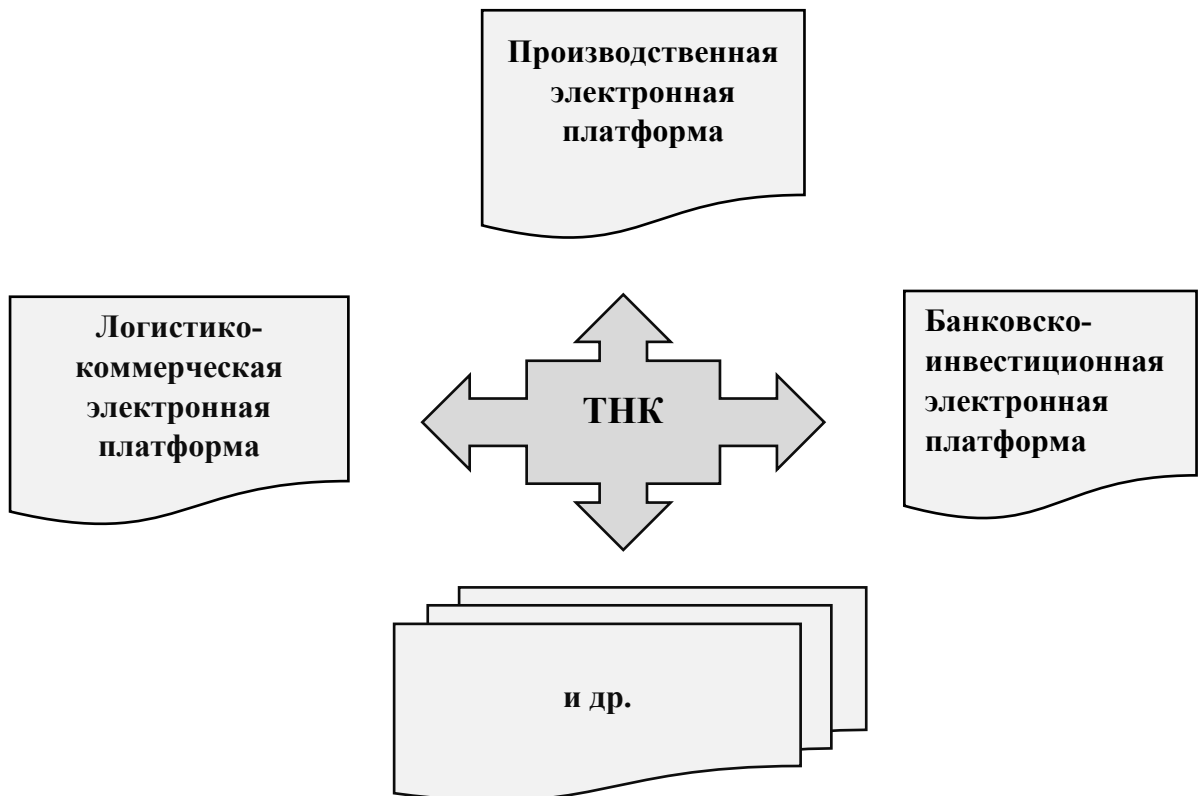 Производственная
электронная
платформа
Логистико-
коммерческая
электронная
платформа
ТНК
Банковско-
инвестиционная
электронная
платформа
и др.